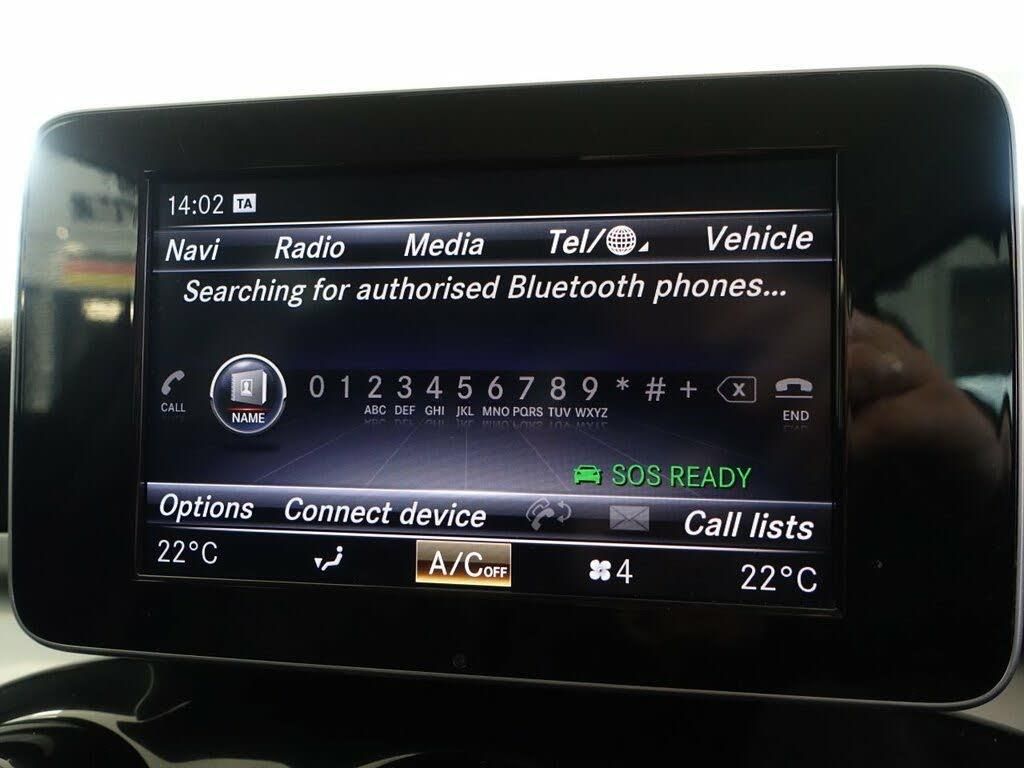 14:02 TA
Navi Radio Media Tel/ Vehicle
Searching for authorised Bluetooth phones...
CALL NAME 0 1 2 3 4 5 6 7 8 9 * # + x END
ABC DEF GHI JKL MNO PQRS TUV WXYZ
SOS READY
Options Connect device Call lists
22°C A/C OFF 4 22°C